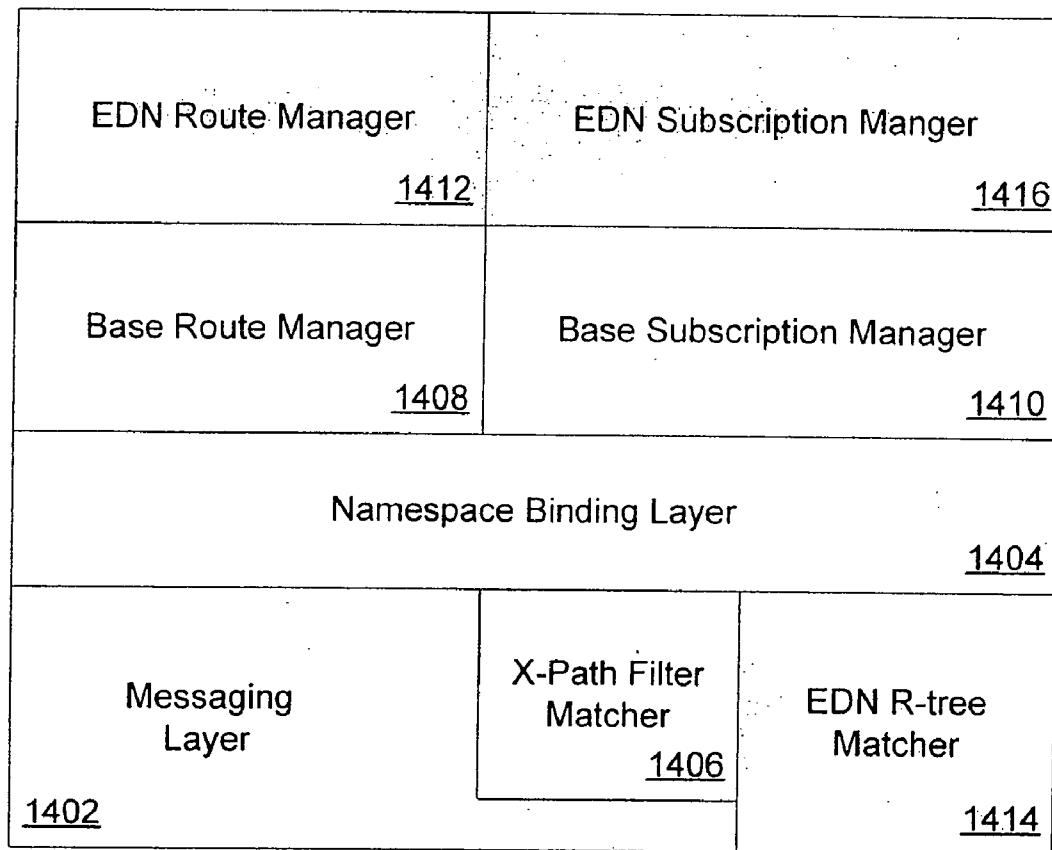 EDN Route Manager
1412
EDN Subscription Manger
1416
Base Route Manager
1408
Base Subscription Manager
1410
Namespace Binding Layer
1404
Messaging
Layer
1402
X-Path Filter
Matcher
1406
EDN R-tree
Matcher
1414